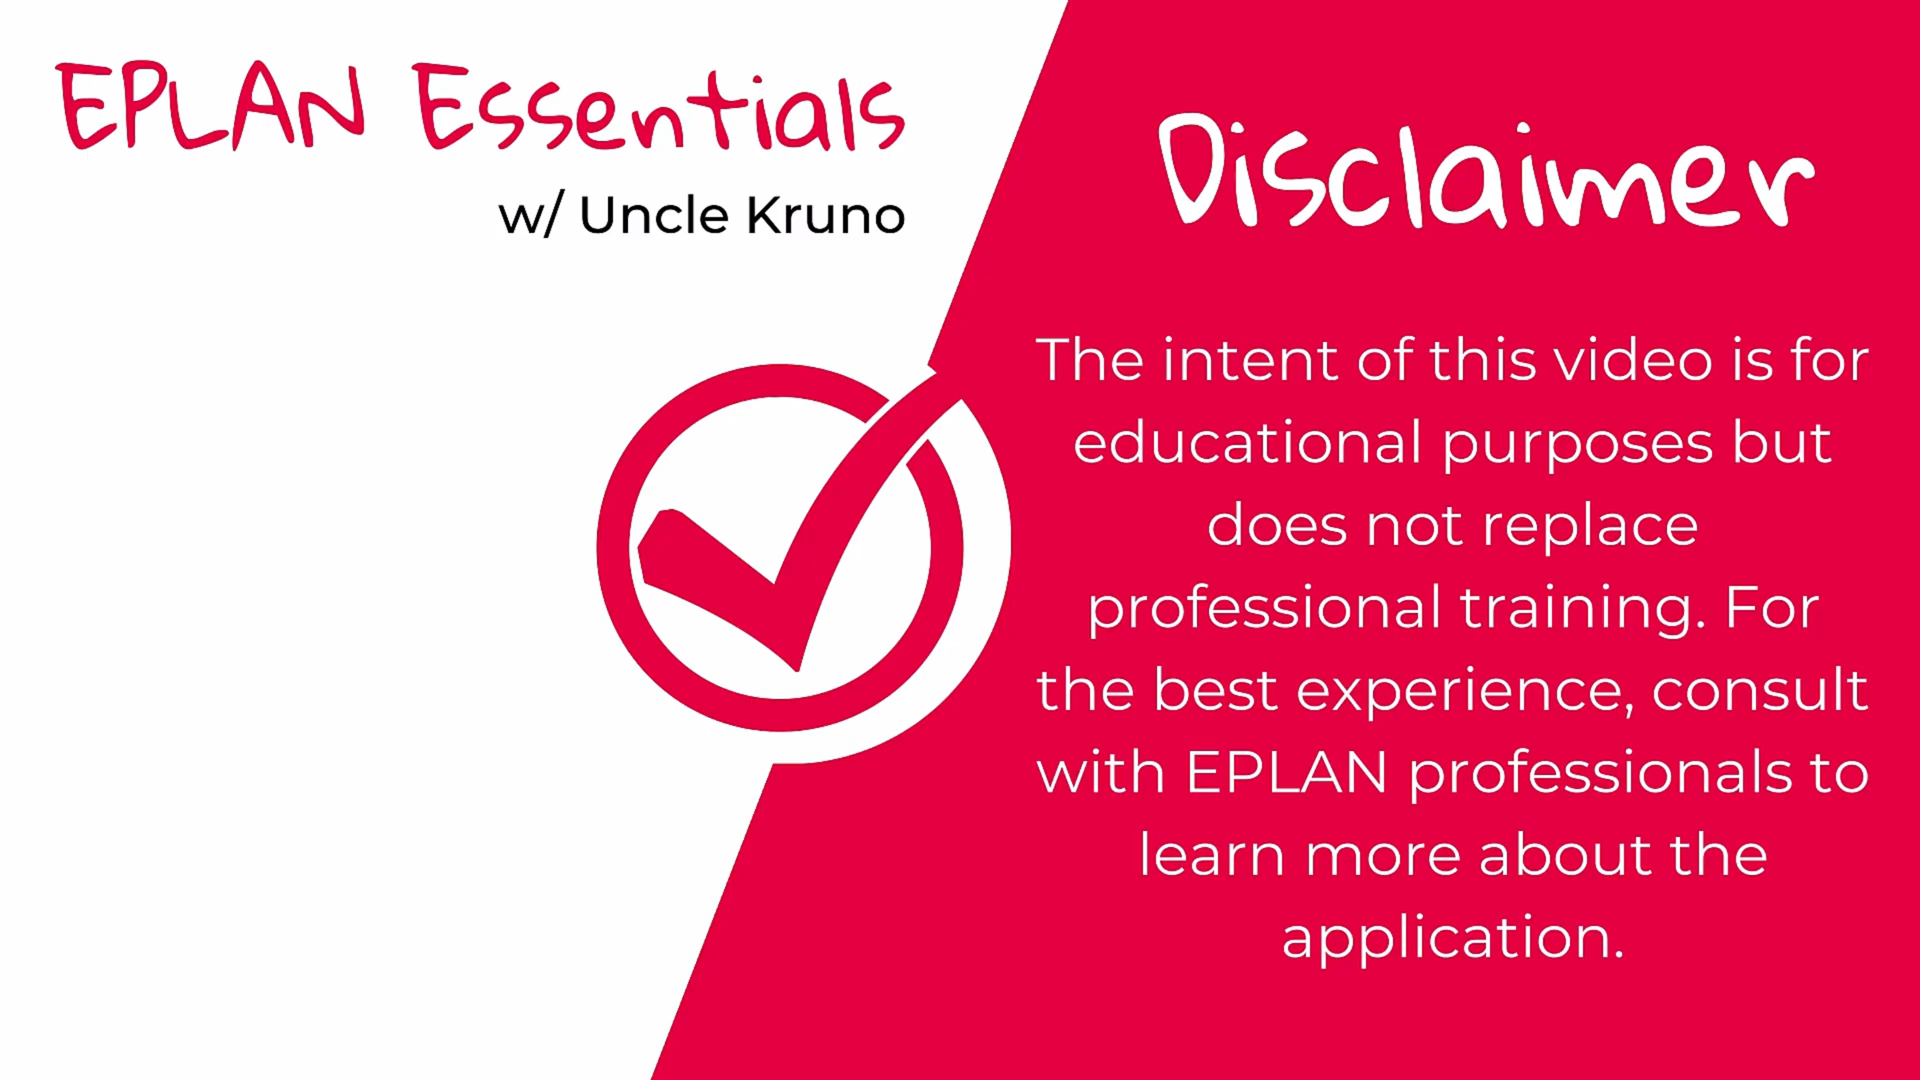 EPLAN Essentials
w/ Uncle Kruno
Disclaimer
The intent of this video is for
educational purposes but
does not replace
professional training. For
the best experience, consult
with EPLAN professionals to
learn more about the
application.